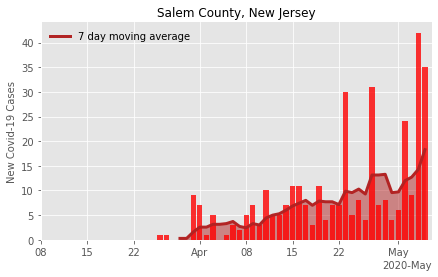 Salem County, New Jersey
7 day moving average
New Covid-19 Cases
40
35
30
25
20
15
10
5
0
08 15 22 Apr 08 15 22 May
2020-May